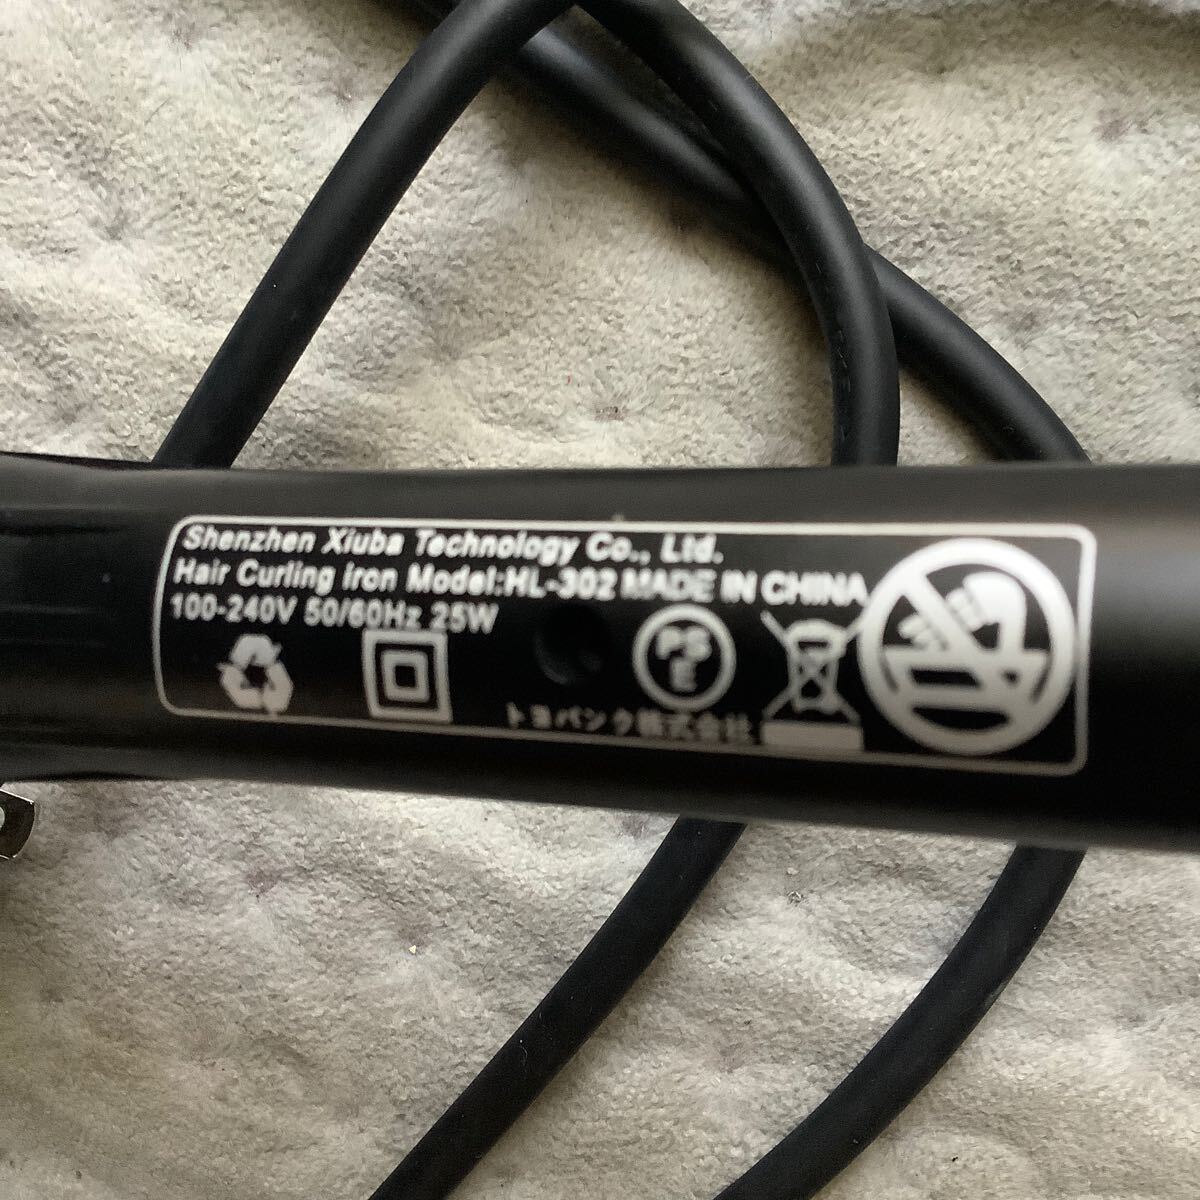 Shenzhen Xiuba Technology Co., Ltd.
Hair Curling Iron Model:HL-302 MADE IN CHINA
100-240V 50/60Hz 25W
PS
E
トヨバンク株式会社